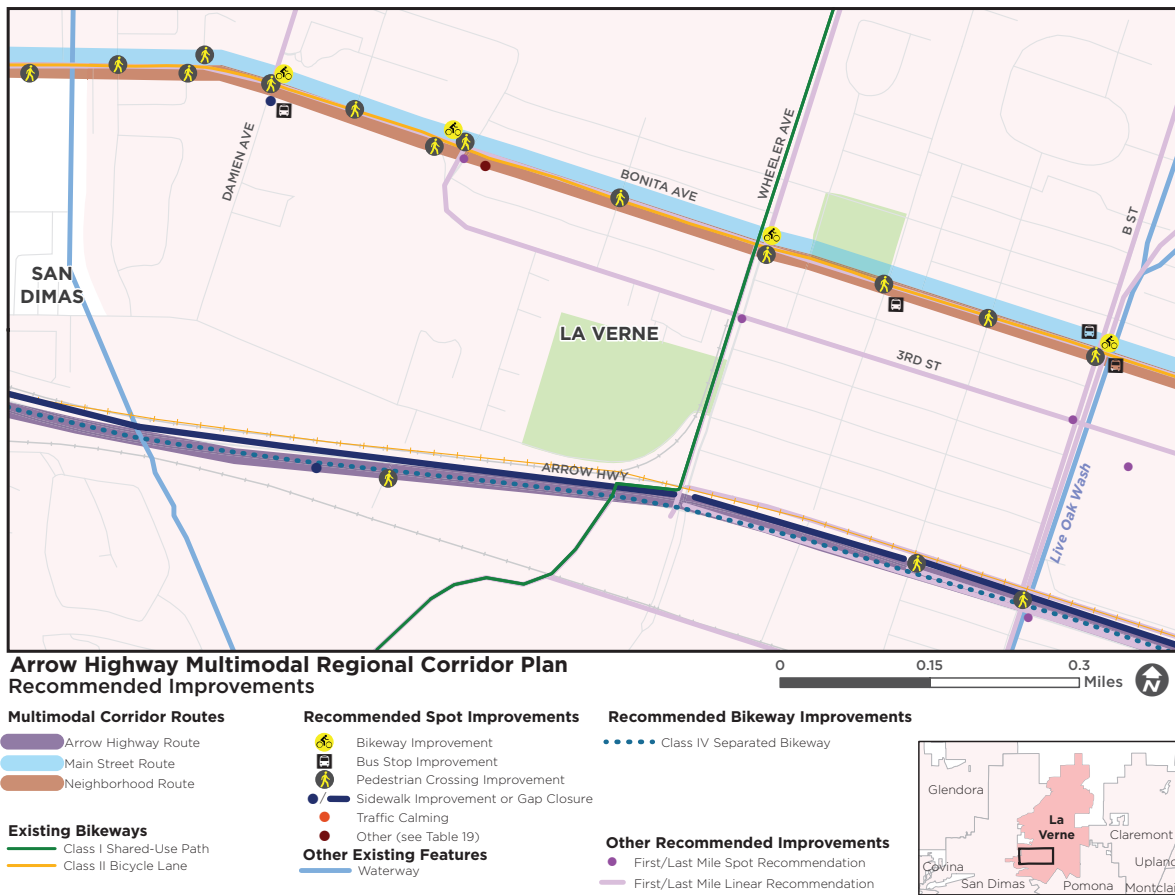 DAMIEN AVE
WHEELER AVE
BONITA AVE
B ST
SAN
DIMAS
LA VERNE
3RD ST
ARROW HWY
Live Oak Wash
Arrow Highway Multimodal Regional Corridor Plan
Recommended Improvements
0 0.15 0.3
Miles
N
Multimodal Corridor Routes
Arrow Highway Route
Main Street Route
Neighborhood Route
Existing Bikeways
Class I Shared-Use Path
Class II Bicycle Lane
Recommended Spot Improvements
Bikeway Improvement
Bus Stop Improvement
Pedestrian Crossing Improvement
/
Sidewalk Improvement or Gap Closure
Traffic Calming
Other (see Table 19)
Other Existing Features
Waterway
Recommended Bikeway Improvements
Class IV Separated Bikeway
Other Recommended Improvements
First/Last Mile Spot Recommendation
First/Last Mile Linear Recommendation
Glendora
La
Verne
Claremont
Covina
San Dimas
Pomona
Upland
Montcla